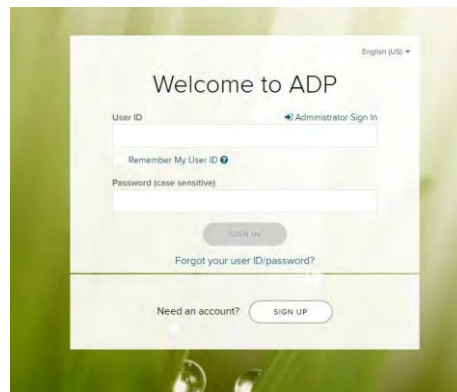 English (US)
Welcome to ADP
User ID
Administrator Sign In
Remember My User ID
Password (case sensitive)
SIGN IN
Forgot your user ID/password?
Need an account?
SIGN UP